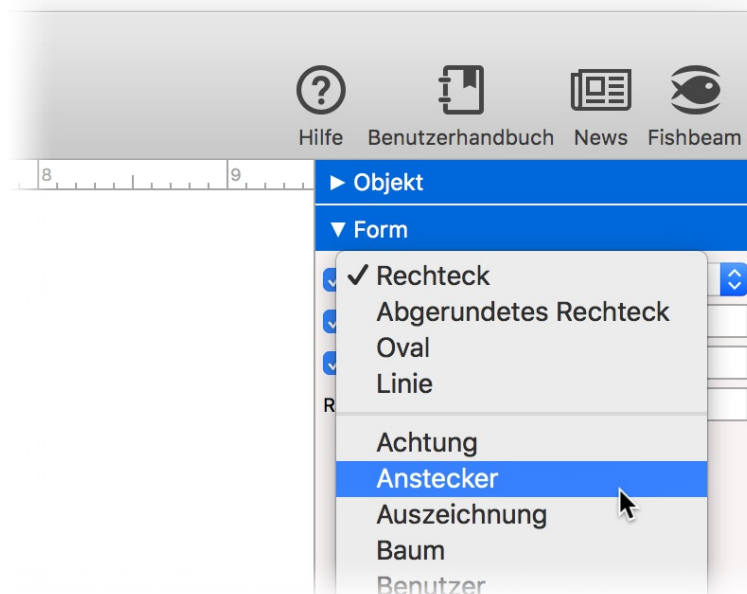 Hilfe Benutzerhandbuch News Fishbeam
8 9
▶ Objekt
▼ Form
✓ Rechteck
Abgerundetes Rechteck
Oval
Linie
R
Achtung
Anstecker
Auszeichnung
Baum
Benutzer